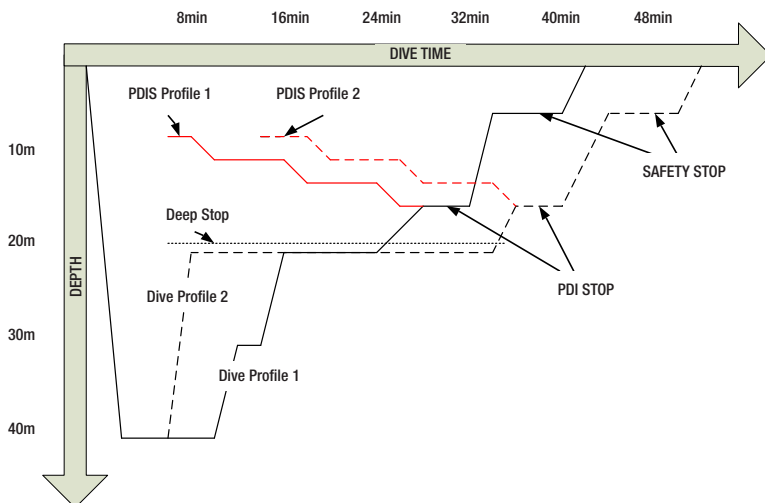 8min 16min 24min 32min 40min 48min
DIVE TIME
PDIS Profile 1 PDIS Profile 2
10m
SAFETY STOP
Deep Stop
20m
DEPTH
PDI STOP
Dive Profile 2
30m
Dive Profile 1
40m